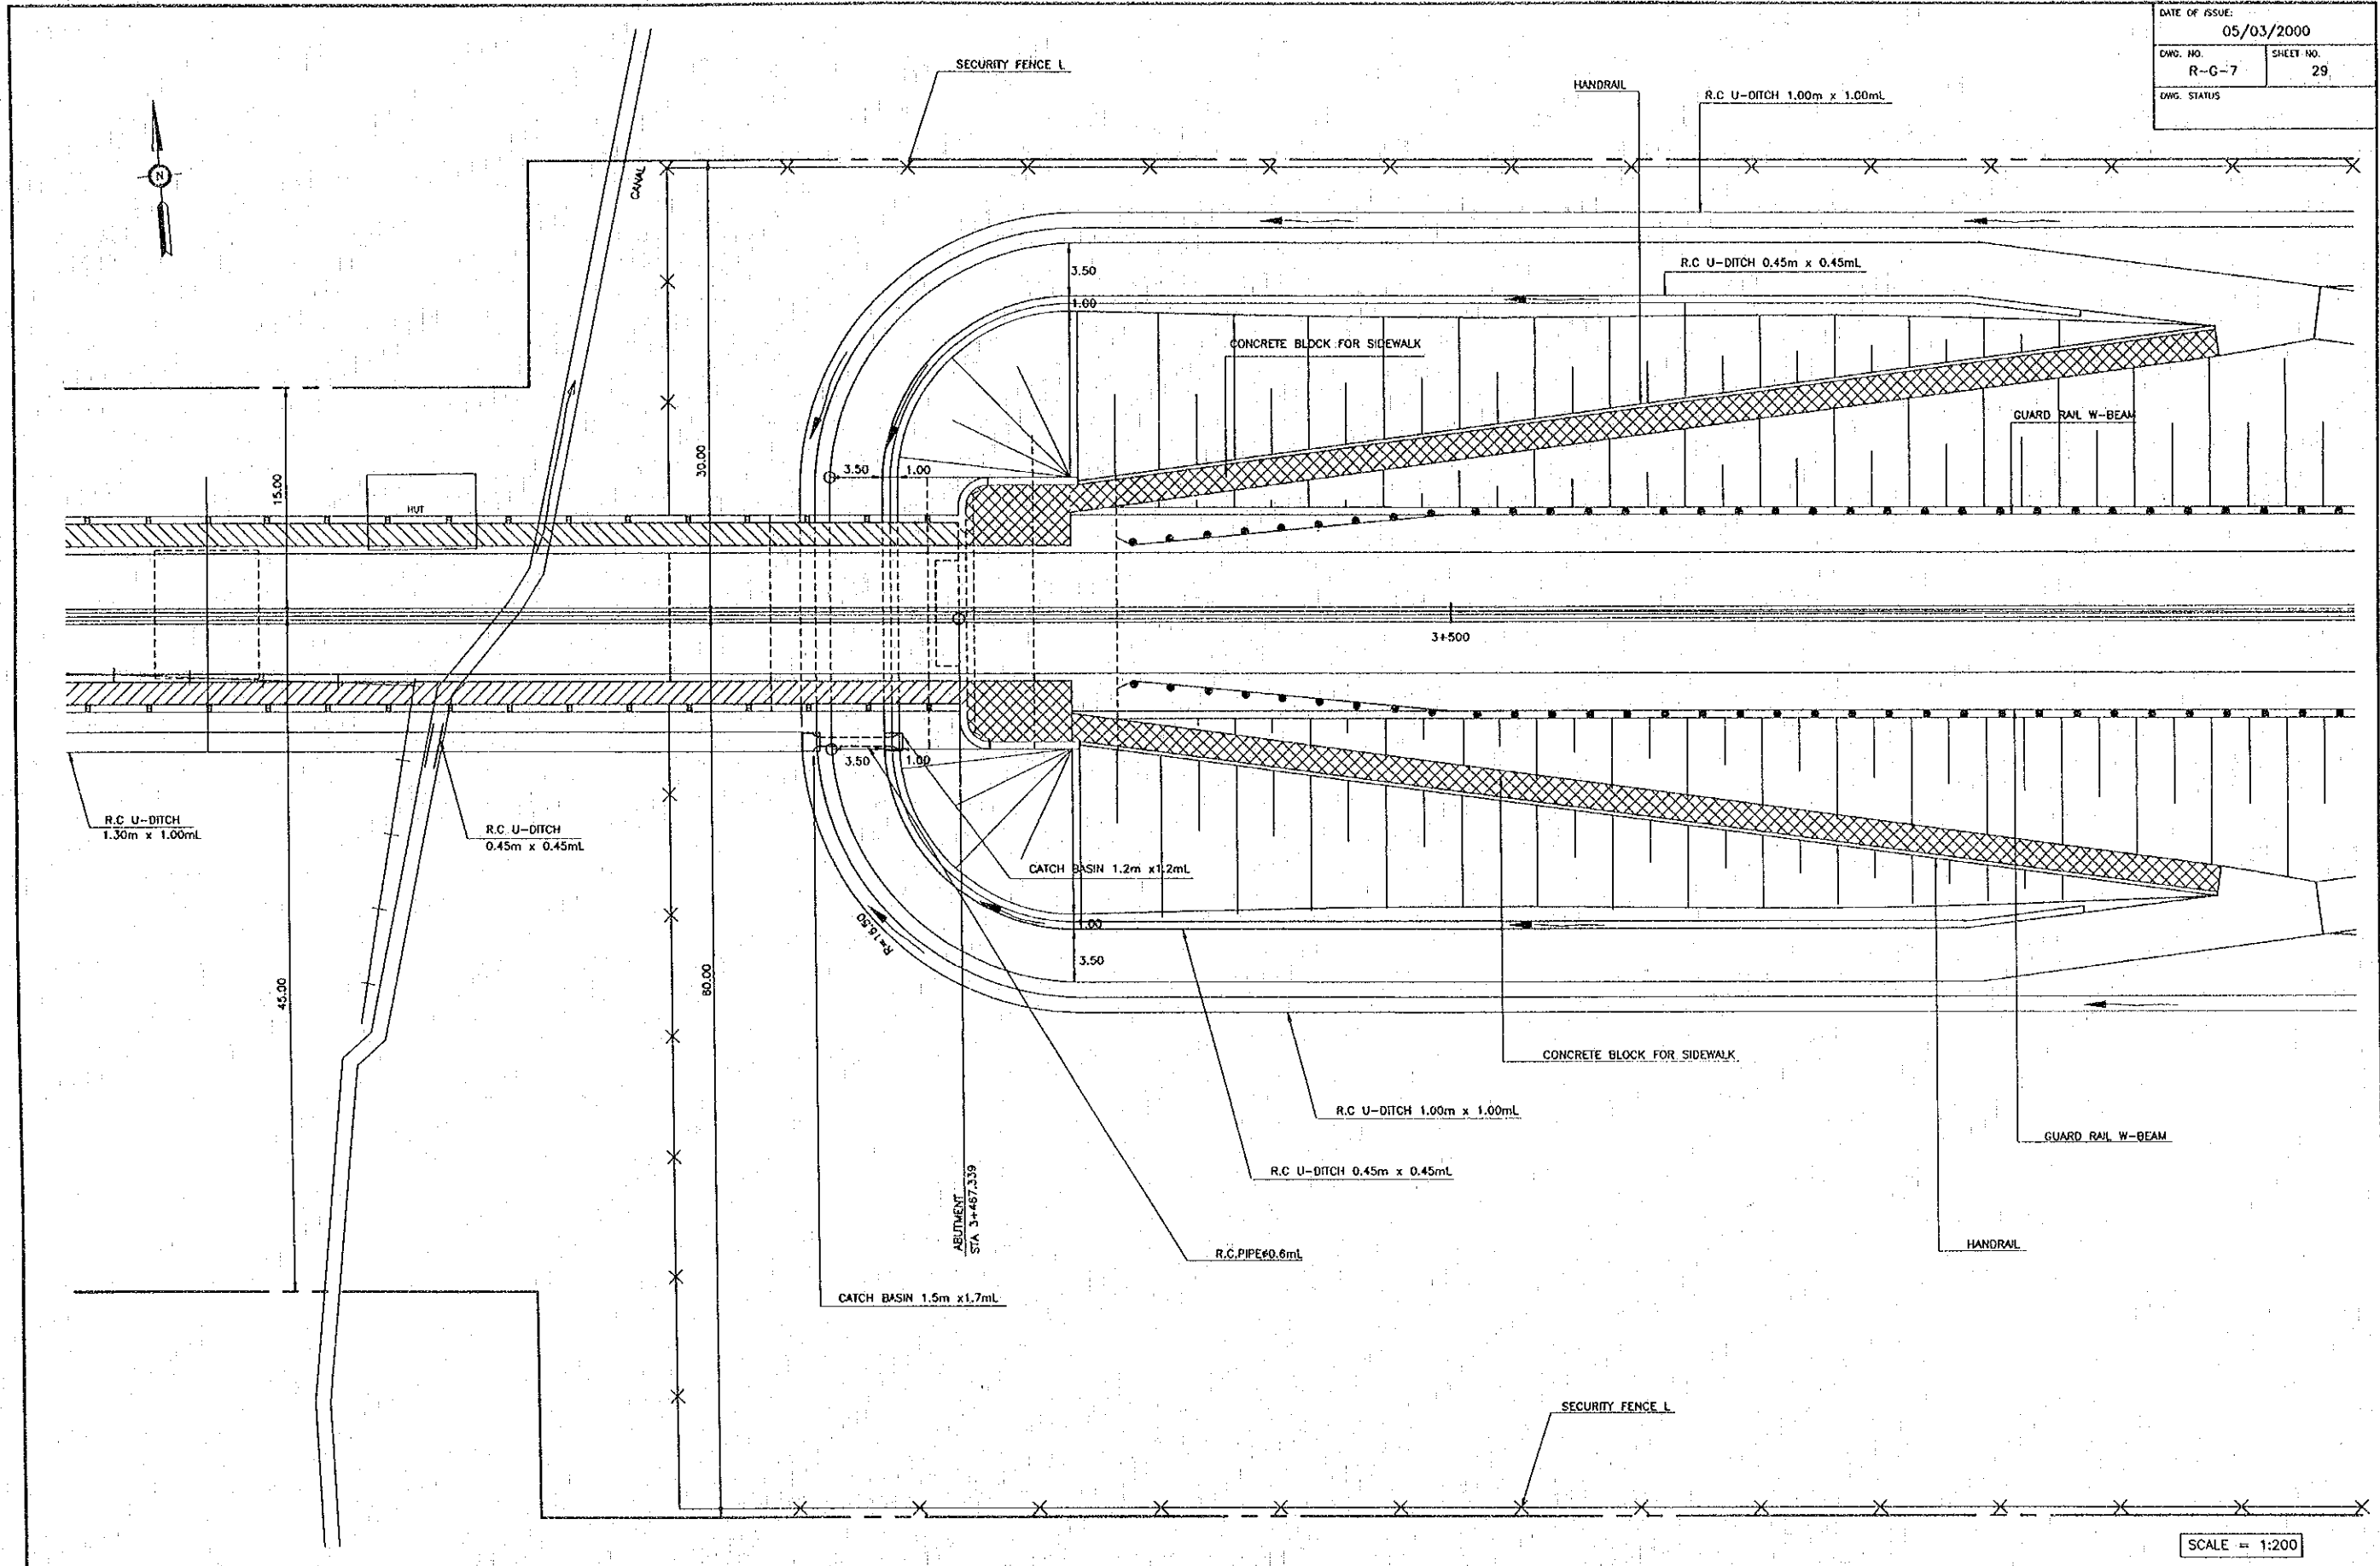 DATE OF ISSUE:
05/03/2000
DWG. NO.
R-G-7
SHEET NO.
29
DWG. STATUS
SECURITY FENCE L
HANDRAIL
R.C U-DITCH 1.00m x 1.00mL
N
CANAL
3.50
1.00
R.C U-DITCH 0.45m x 0.45mL
CONCRETE BLOCK FOR SIDEWALK
GUARD RAIL W-BEAM
15.00
30.00
3.50
1.00
HUT
3+500
3.50
1.00
R.C U-DITCH
1.30m x 1.00mL
R.C U-DITCH
0.45m x 0.45mL
CATCH BASIN 1.2m x1.2mL
R=16.50
1.00
3.50
45.00
60.00
CONCRETE BLOCK FOR SIDEWALK
R.C U-DITCH 1.00m x 1.00mL
GUARD RAIL W-BEAM
R.C U-DITCH 0.45m x 0.45mL
ABUTMENT
STA 3+467.339
R.C.PIPEø0.6mL
HANDRAIL
CATCH BASIN 1.5m x1.7mL
SECURITY FENCE L
SCALE = 1:200